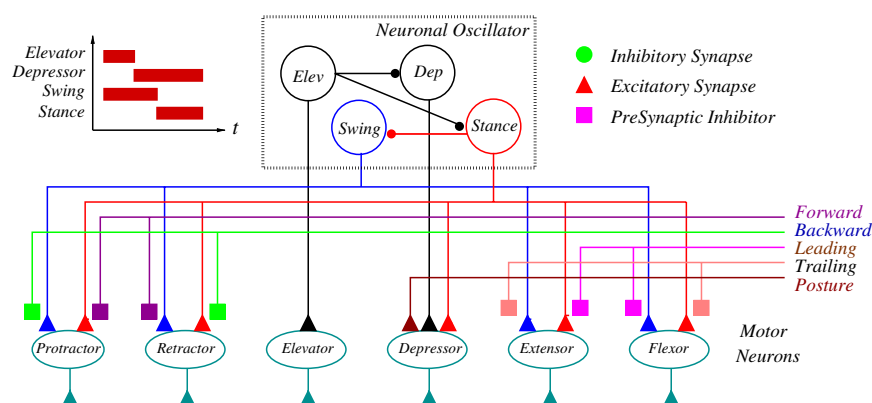 Neuronal Oscillator
Elevator
Depressor
Swing
Stance
t
Elev
Dep
Swing
Stance
Inhibitory Synapse
Excitatory Synapse
PreSynaptic Inhibitor
Forward
Backward
Leading
Trailing
Posture
Protractor
Retractor
Elevator
Depressor
Extensor
Flexor
Motor
Neurons